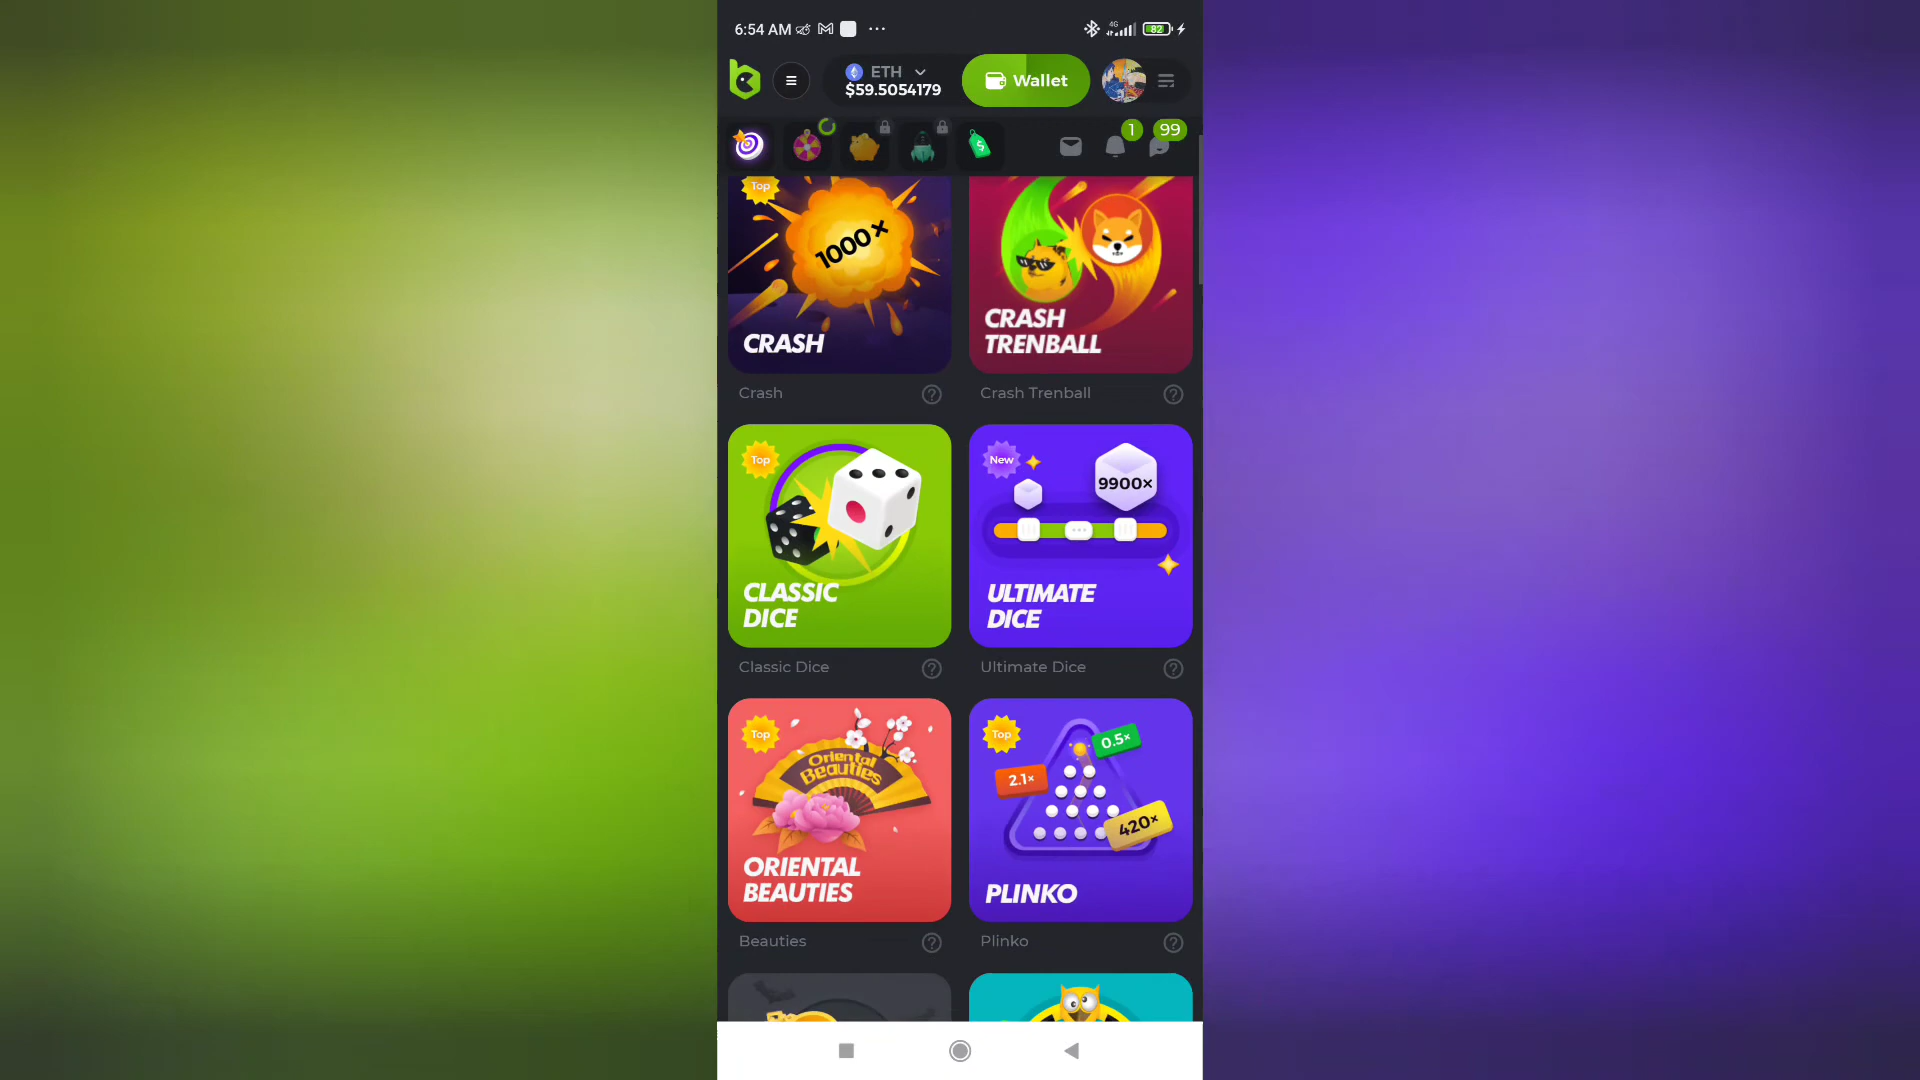 6:54 AM
4G
82
ETH
$59.5054179
Wallet
1
99
Top
1000×
CRASH
CRASH
TRENBALL
Crash
Crash Trenball
Top
CLASSIC
DICE
New
9900×
ULTIMATE
DICE
Classic Dice
Ultimate Dice
Top
Oriental
Beauties
ORIENTAL
BEAUTIES
Top
0.5×
2.1×
420×
PLINKO
Beauties
Plinko